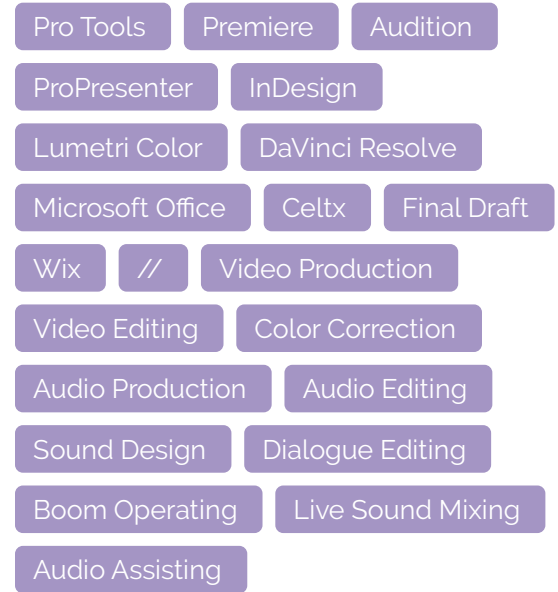 Pro Tools Premiere Audition
ProPresenter InDesign
Lumetri Color DaVinci Resolve
Microsoft Office Celtx Final Draft
Wix // Video Production
Video Editing Color Correction
Audio Production Audio Editing
Sound Design Dialogue Editing
Boom Operating Live Sound Mixing
Audio Assisting